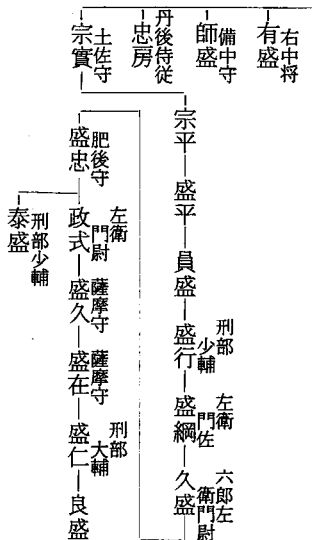 右中将
有盛
備中守
師盛
丹後侍従
忠房
土佐守
宗實
宗平
盛平
員盛
刑部少輔
盛行
左衛門佐
盛綱
六郎左衛門尉
久盛
肥後守
盛忠
左衛門尉
政式
薩摩守
盛久
薩摩守
盛在
刑部大輔
盛仁
良盛
刑部少輔
泰盛